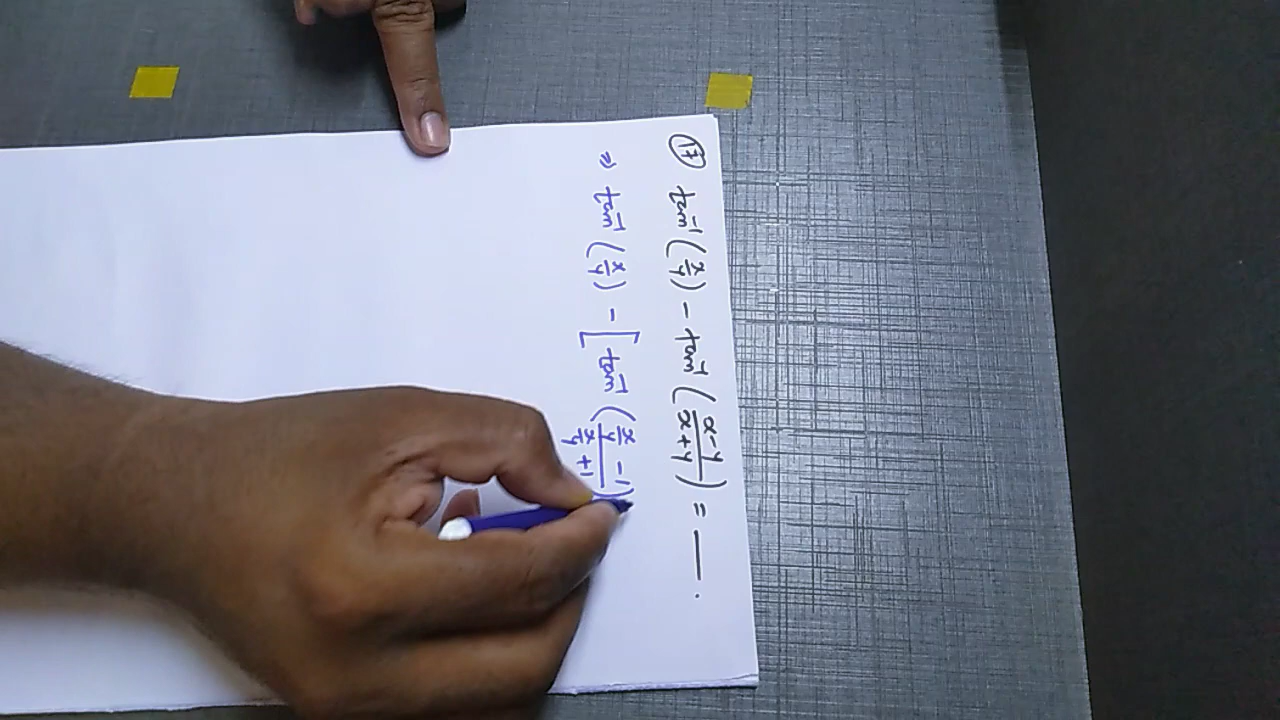 (17) tan⁻¹ (x/y) - tan⁻¹ (x-y / x+y) = ___ .
⇒ tan⁻¹ (x/y) - [ tan⁻¹ ( x/y -1 / x/y +1 )